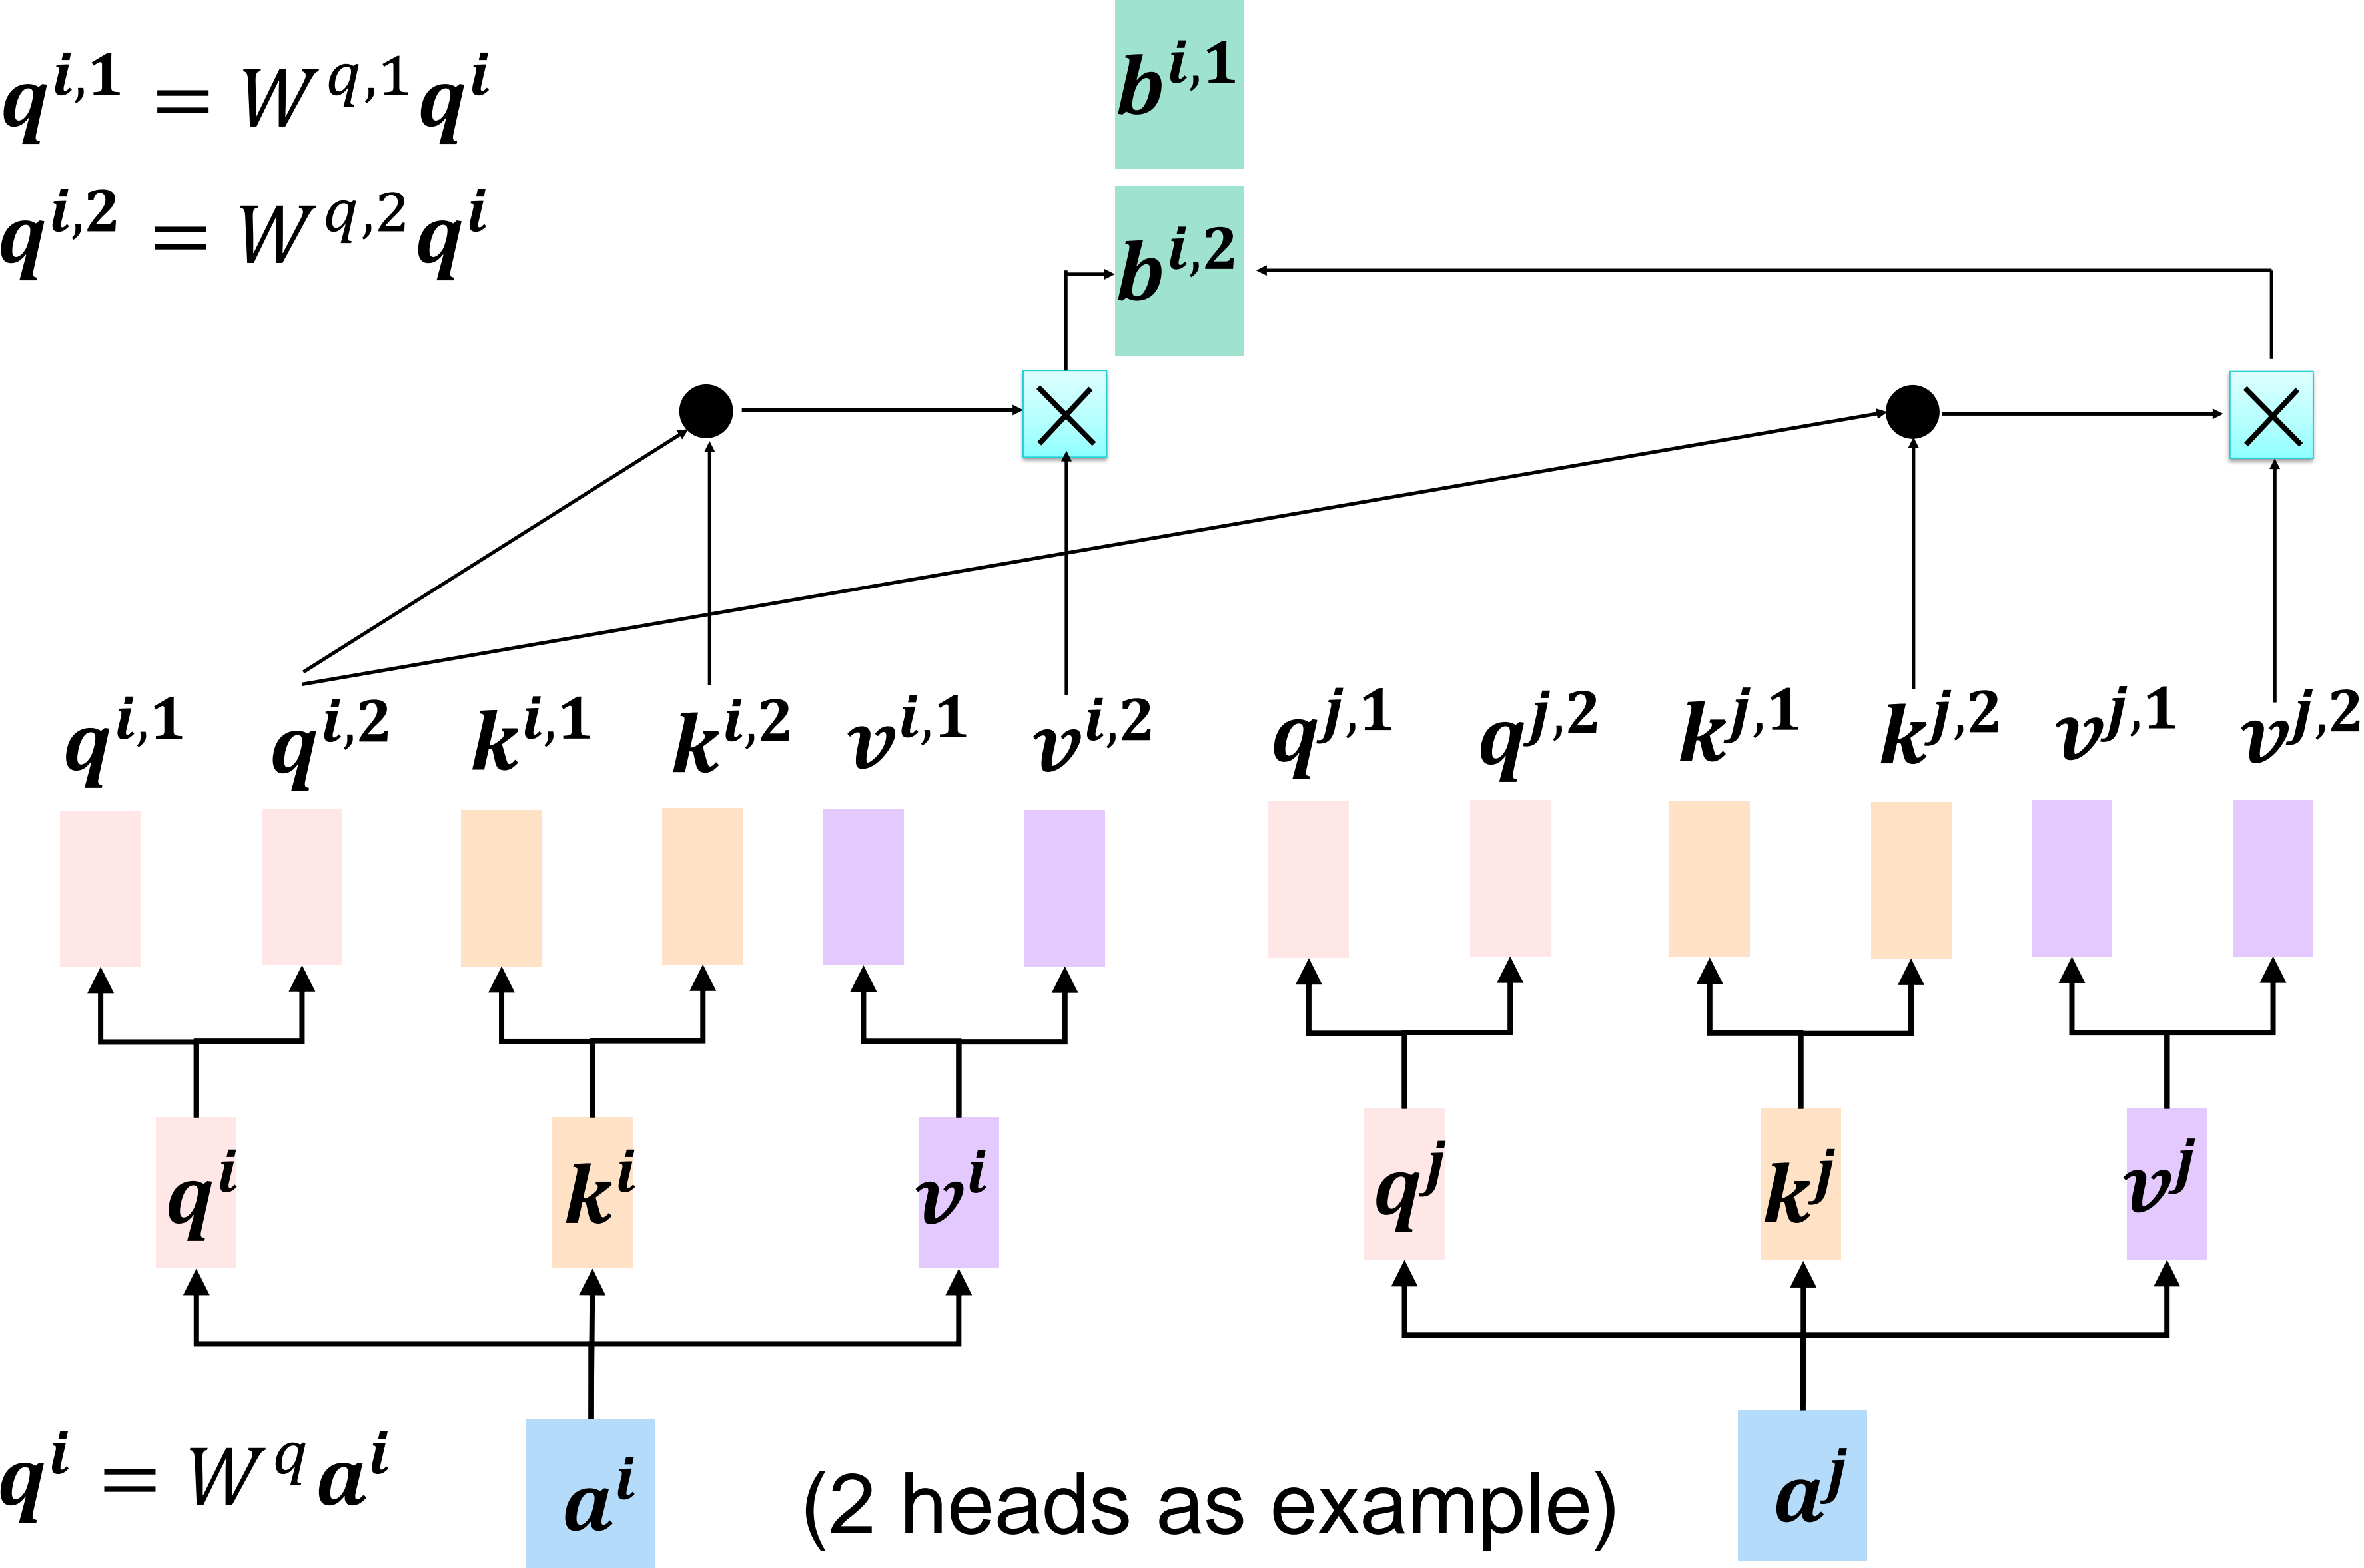 q^{i,1} = W^{q,1}q^i
b^{i,1}
q^{i,2} = W^{q,2}q^i
b^{i,2}
q^{i,1} q^{i,2} k^{i,1} k^{i,2} v^{i,1} v^{i,2} q^{j,1} q^{j,2} k^{j,1} k^{j,2} v^{j,1} v^{j,2}
q^i k^i v^i q^j k^j v^j
q^i = W^q a^i
a^i
(2 heads as example)
a^j